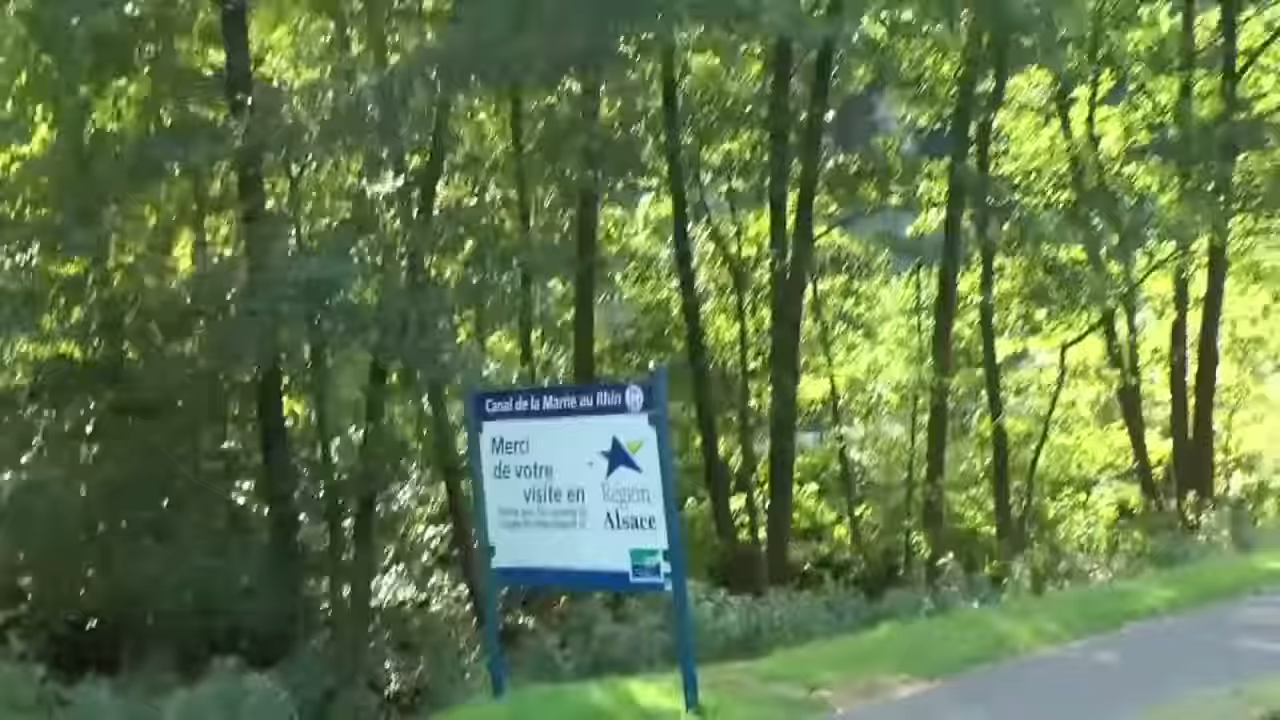 Canal de la Marne au Rhin
Merci
de votre
visite en
Région
Alsace